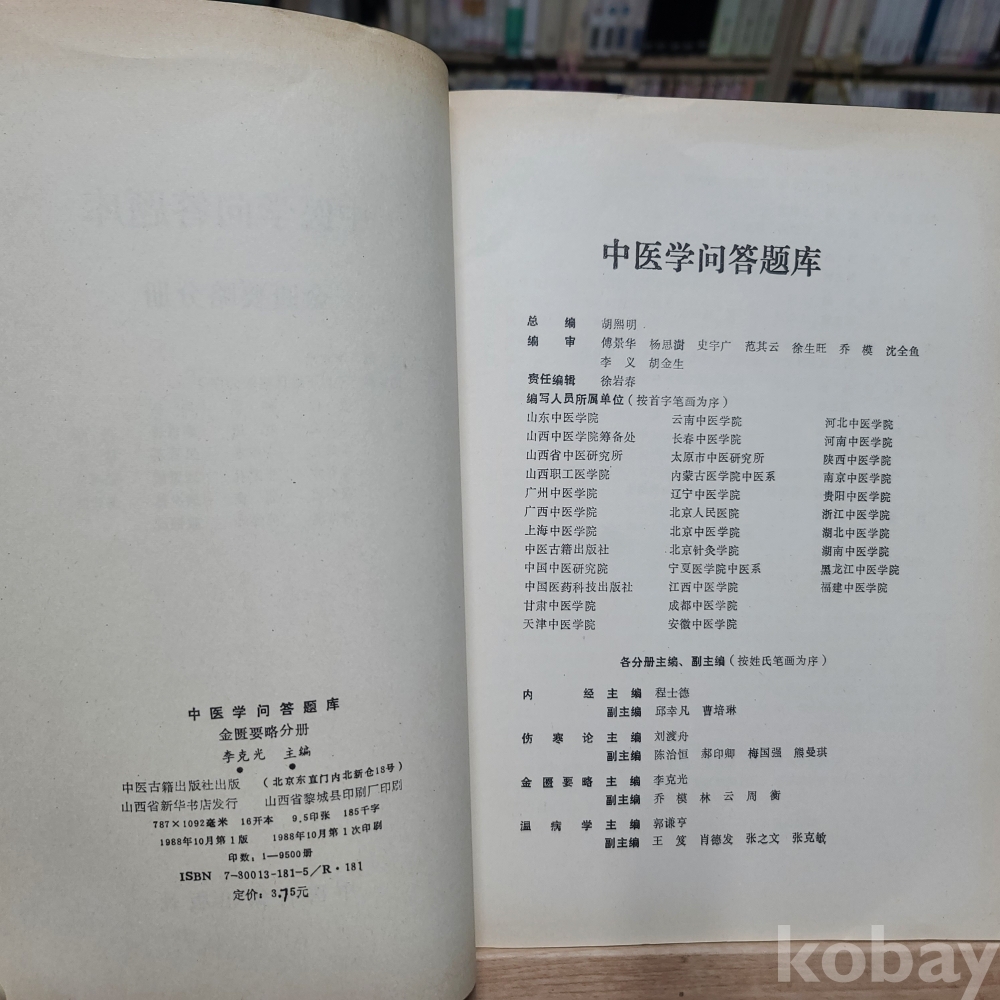 中医学问答题库
金匮要略分册
李克光 主编
中医古籍出版社出版 (北京东直门内北新仓18号)
山西省新华书店发行 山西省黎城县印刷厂印刷
787×1092毫米 16开本 9.5印张 185千字
1988年10月第1版 1988年10月第1次印刷
印数：1—9500册
ISBN 7-80013-181-5/R·181
定价：3.75元
中医学问答题库
总编 胡熙明
编审 傅景华 杨思澍 史宇广 范其云 徐生旺 乔模 沈全鱼
李义 胡金生
责任编辑 徐岩春
编写人员所属单位(按首字笔画为序)
山东中医学院 云南中医学院 河北中医学院
山西中医学院筹备处 长春中医学院 河南中医学院
山西省中医研究所 太原市中医研究所 陕西中医学院
山西职工医学院 内蒙古医学院中医系 南京中医学院
广州中医学院 辽宁中医学院 贵阳中医学院
广西中医学院 北京人民医院 浙江中医学院
上海中医学院 北京中医学院 湖北中医学院
中医古籍出版社 北京针灸学院 湖南中医学院
中国中医研究院 宁夏医学院中医系 黑龙江中医学院
中国医药科技出版社 江西中医学院 福建中医学院
甘肃中医学院 成都中医学院
天津中医学院 安徽中医学院
各分册主编、副主编(按姓氏笔画为序)
内经主编 程士德
副主编 邱幸凡 曹培琳
伤寒论主编 刘渡舟
副主编 陈治恒 郝印卿 梅国强 熊曼琪
金匮要略主编 李克光
副主编 乔模 林云 周衡
温病学主编 郭谦亨
副主编 王笈 肖德发 张之文 张克敏
kobay